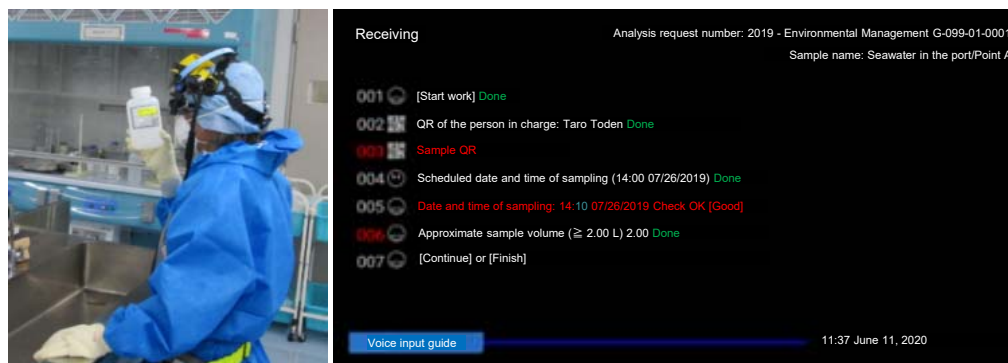 Receiving
Analysis request number: 2019 - Environmental Management G-099-01-0001
Sample name: Seawater in the port/Point A
001 [Start work] Done
002 QR of the person in charge: Taro Toden Done
003 Sample QR
004 Scheduled date and time of sampling (14:00 07/26/2019) Done
005 Date and time of sampling: 14:10 07/26/2019 Check OK [Good]
006 Approximate sample volume (≧ 2.00 L) 2.00 Done
007 [Continue] or [Finish]
Voice input guide
11:37 June 11, 2020